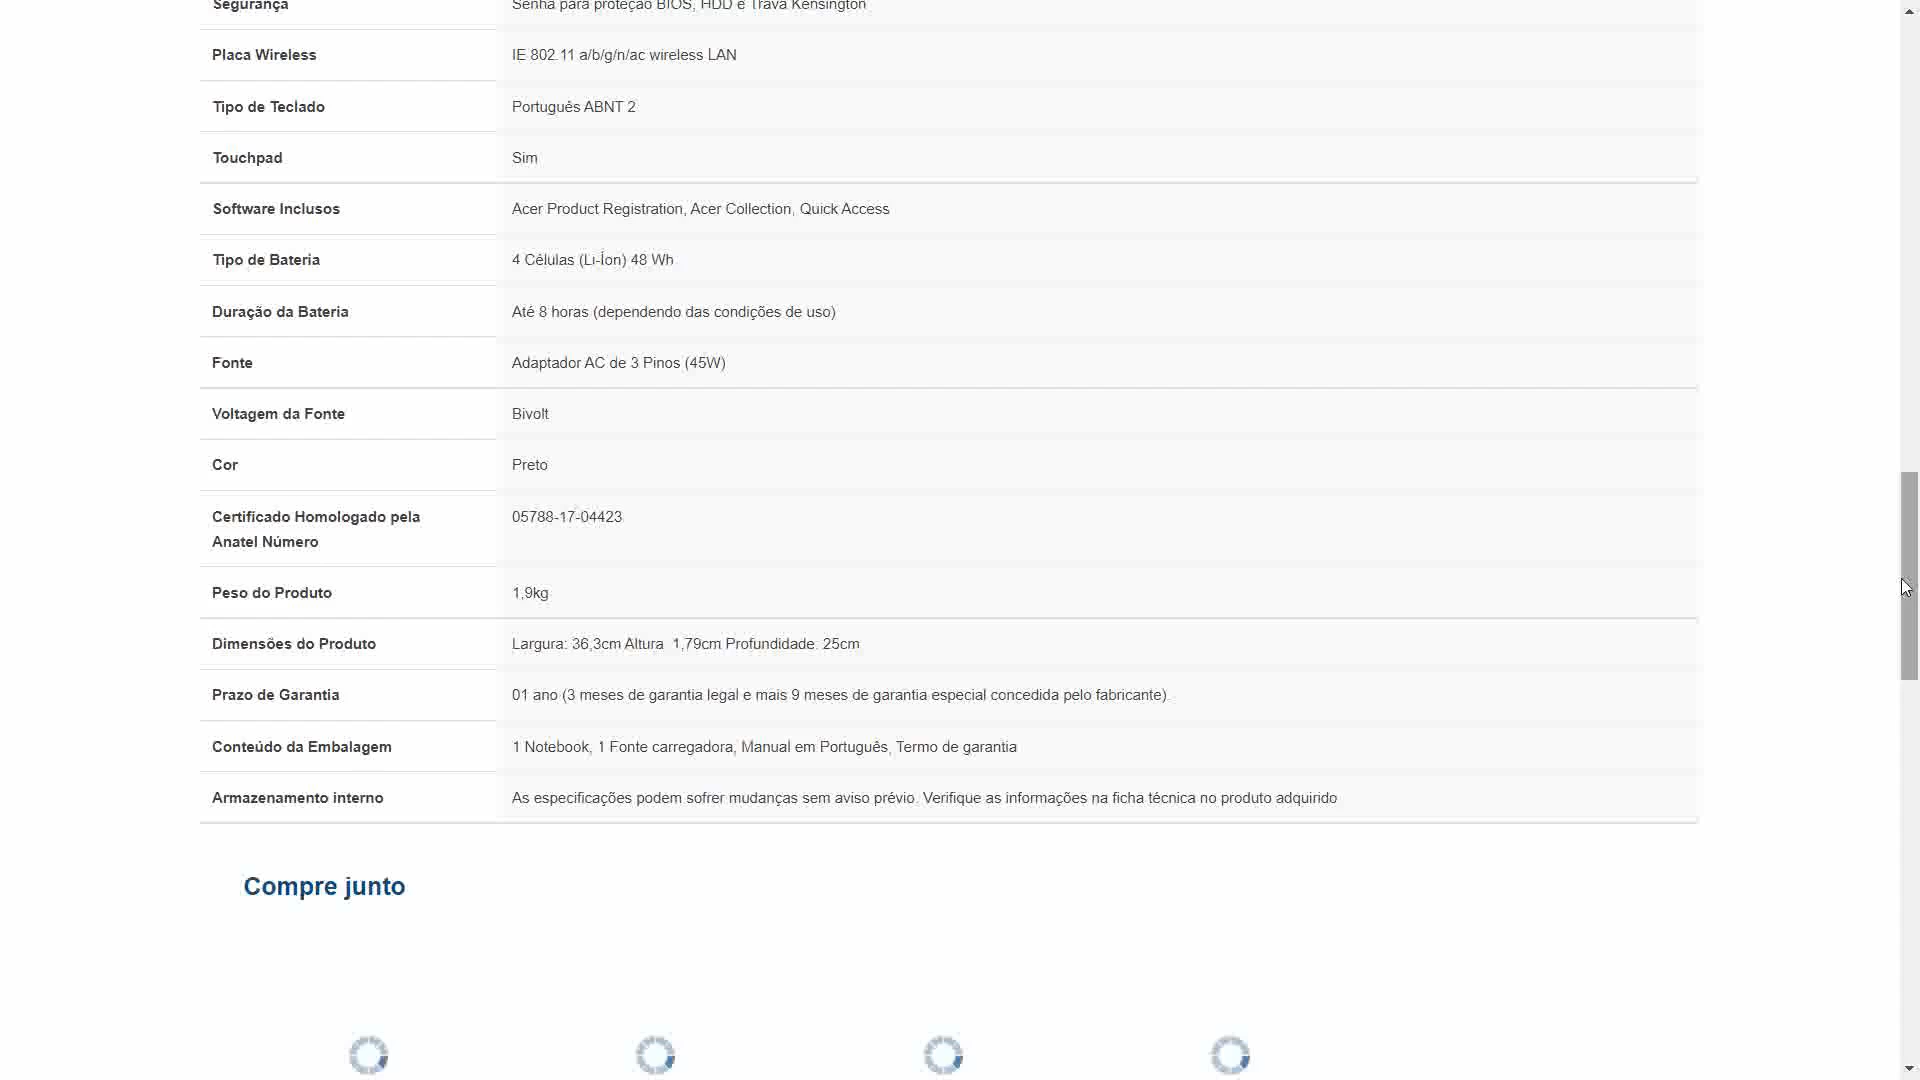 Segurança Senha para proteção BIOS, HDD e Trava Kensington
Placa Wireless IE 802.11 a/b/g/n/ac wireless LAN
Tipo de Teclado Português ABNT 2
Touchpad Sim
Software Inclusos Acer Product Registration, Acer Collection, Quick Access
Tipo de Bateria 4 Células (Li-Íon) 48 Wh
Duração da Bateria Até 8 horas (dependendo das condições de uso)
Fonte Adaptador AC de 3 Pinos (45W)
Voltagem da Fonte Bivolt
Cor Preto
Certificado Homologado pela 05788-17-04423
Anatel Número
Peso do Produto 1,9kg
Dimensões do Produto Largura: 36,3cm Altura: 1,79cm Profundidade: 25cm
Prazo de Garantia 01 ano (3 meses de garantia legal e mais 9 meses de garantia especial concedida pelo fabricante).
Conteúdo da Embalagem 1 Notebook, 1 Fonte carregadora, Manual em Português, Termo de garantia
Armazenamento interno As especificações podem sofrer mudanças sem aviso prévio. Verifique as informações na ficha técnica no produto adquirido
Compre junto